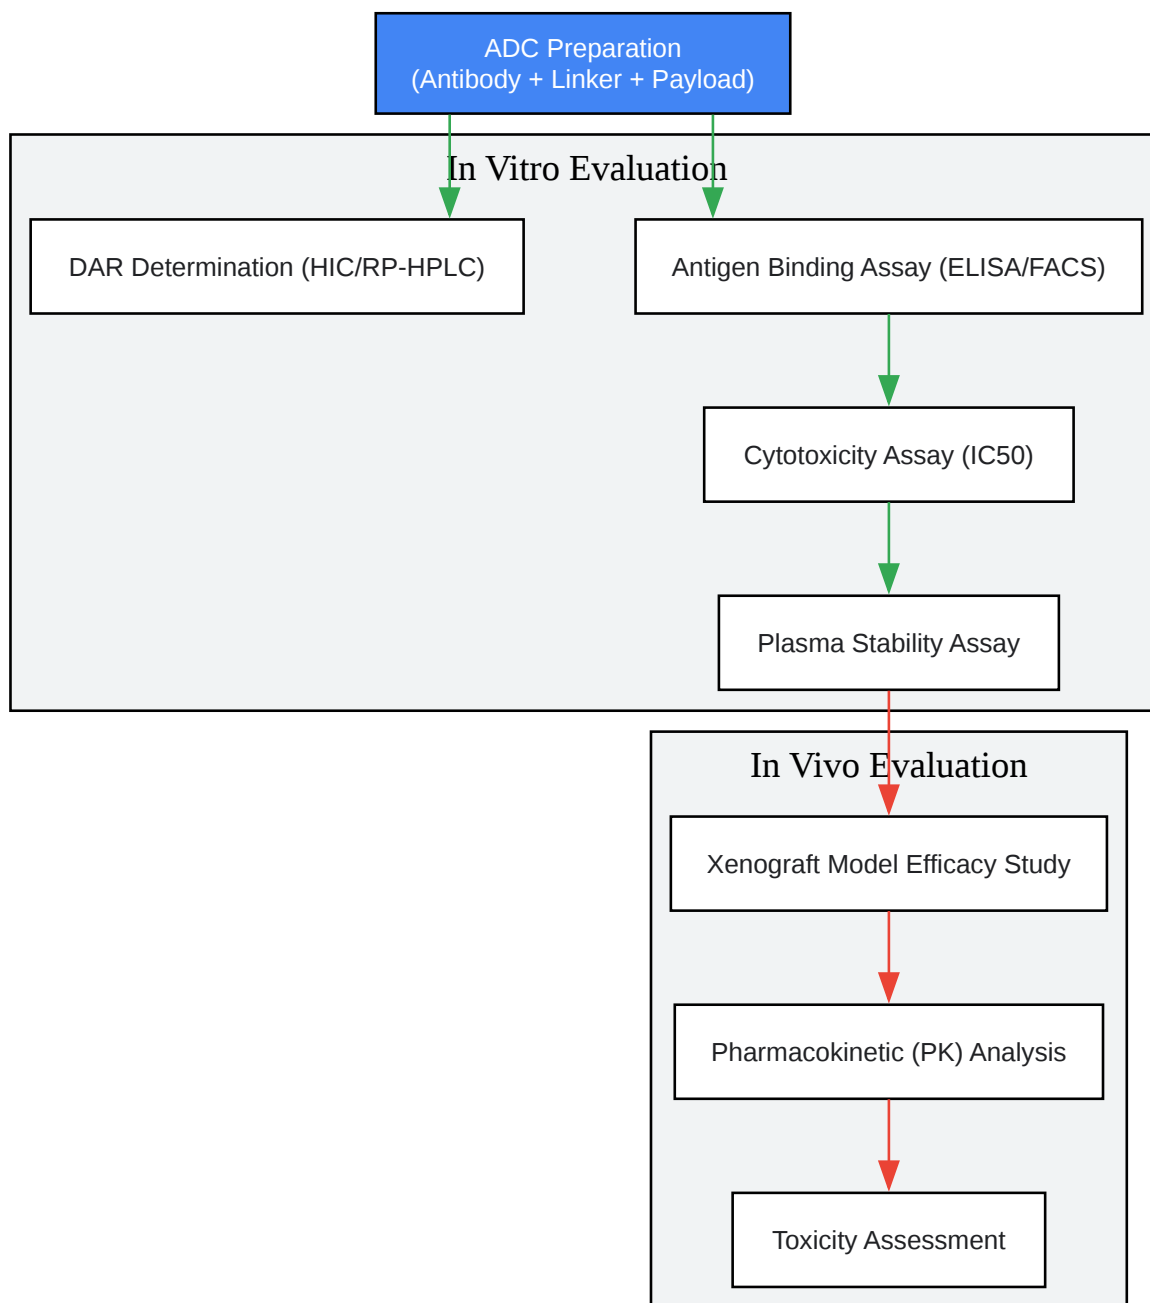 ADC Preparation
(Antibody + Linker + Payload)
In Vitro Evaluation
DAR Determination (HIC/RP-HPLC)
Antigen Binding Assay (ELISA/FACS)
Cytotoxicity Assay (IC50)
Plasma Stability Assay
In Vivo Evaluation
Xenograft Model Efficacy Study
Pharmacokinetic (PK) Analysis
Toxicity Assessment